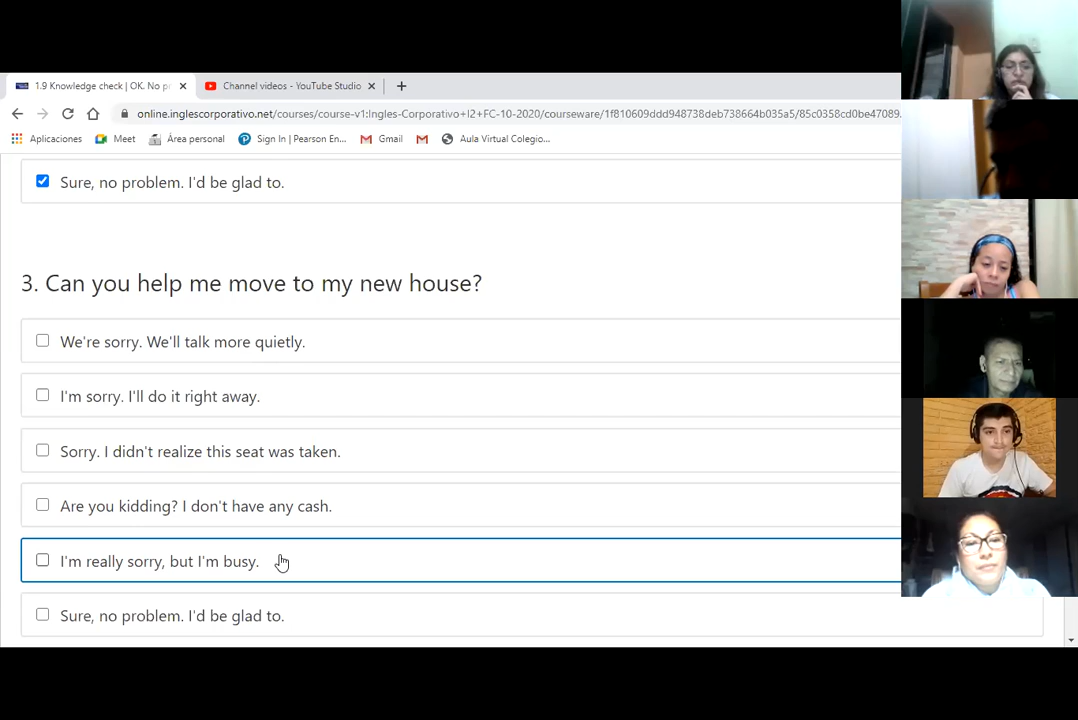 1.9 Knowledge check | OK. No pr
Channel videos - YouTube Studio
online.inglescorporativo.net/courses/course-v1:Ingles-Corporativo+I2+FC-10-2020/courseware/1f810609ddd948738deb738664b035a5/85c0358cd0be47089.
Aplicaciones
Meet
Área personal
Sign In | Pearson En...
Gmail
Aula Virtual Colegio...
Sure, no problem. I'd be glad to.
3. Can you help me move to my new house?
We're sorry. We'll talk more quietly.
I'm sorry. I'll do it right away.
Sorry. I didn't realize this seat was taken.
Are you kidding? I don't have any cash.
I'm really sorry, but I'm busy.
Sure, no problem. I'd be glad to.